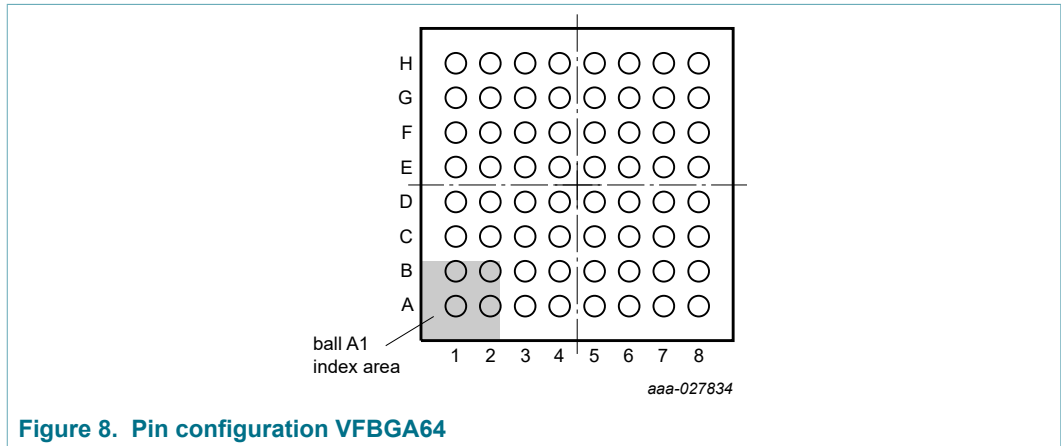 H
G
F
E
D
C
B
A
ball A1
index area
1 2 3 4 5 6 7 8
aaa-027834
Figure 8. Pin configuration VFBGA64